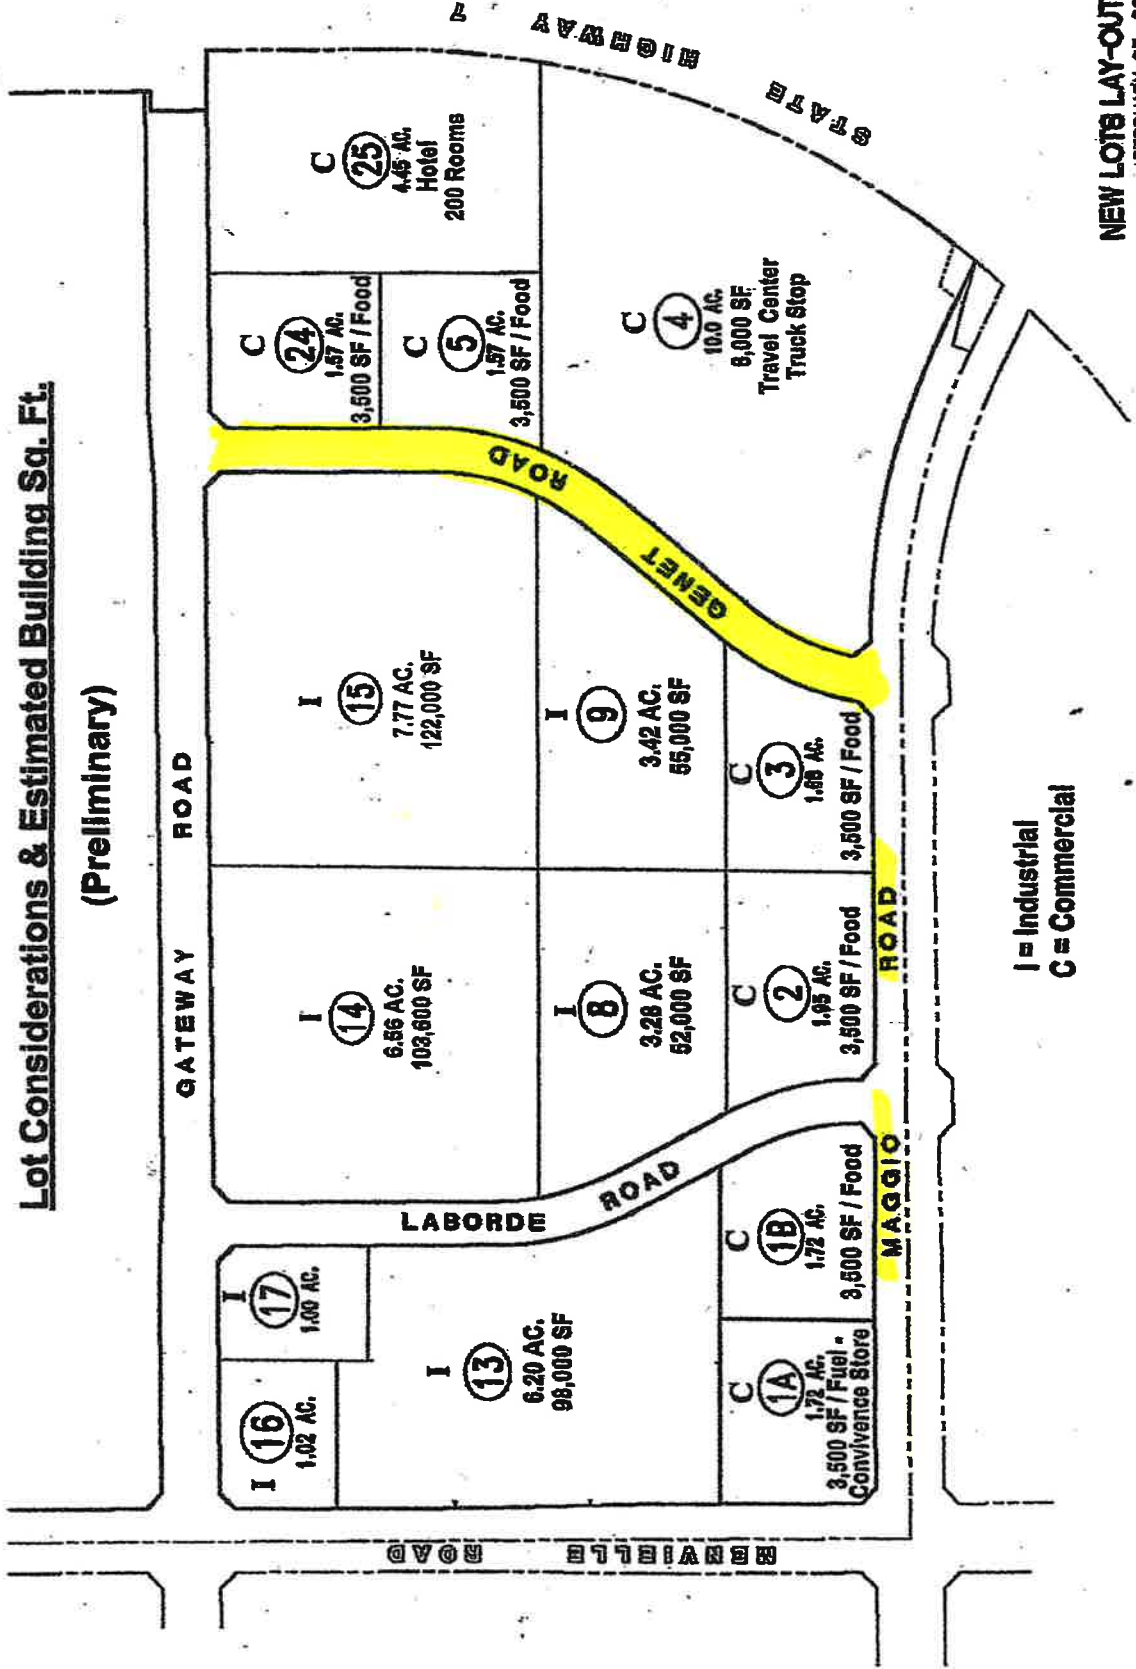 Lot Considerations & Estimated Building Sq. Ft.
(Preliminary)
GATEWAY ROAD
I
16
1.02 AC.
I
17
1.00 AC.
I
13
6.20 AC.
98,000 SF
I
14
6.56 AC.
103,600 SF
I
15
7.77 AC.
122,000 SF
C
24
1.57 AC.
3,500 SF / Food
C
25
4.45 AC.
Hotel
200 Rooms
C
5
1.57 AC.
3,500 SF / Food
LABORDE ROAD
GENET ROAD
I
8
3.28 AC.
52,000 SF
I
9
3.42 AC.
55,000 SF
C
4
10.0 AC.
Travel Center
Truck Stop
C
1A
1.72 AC.
3,500 SF / Fuel -
Convivence Store
C
1B
1.72 AC.
3,500 SF / Food
C
2
1.95 AC.
3,500 SF / Food
C
3
3,500 SF / Food
MAGGIO ROAD
STATE HIGHWAY 1
ROAD
I = Industrial
C = Commercial
NEW LOTS LAY-OUT